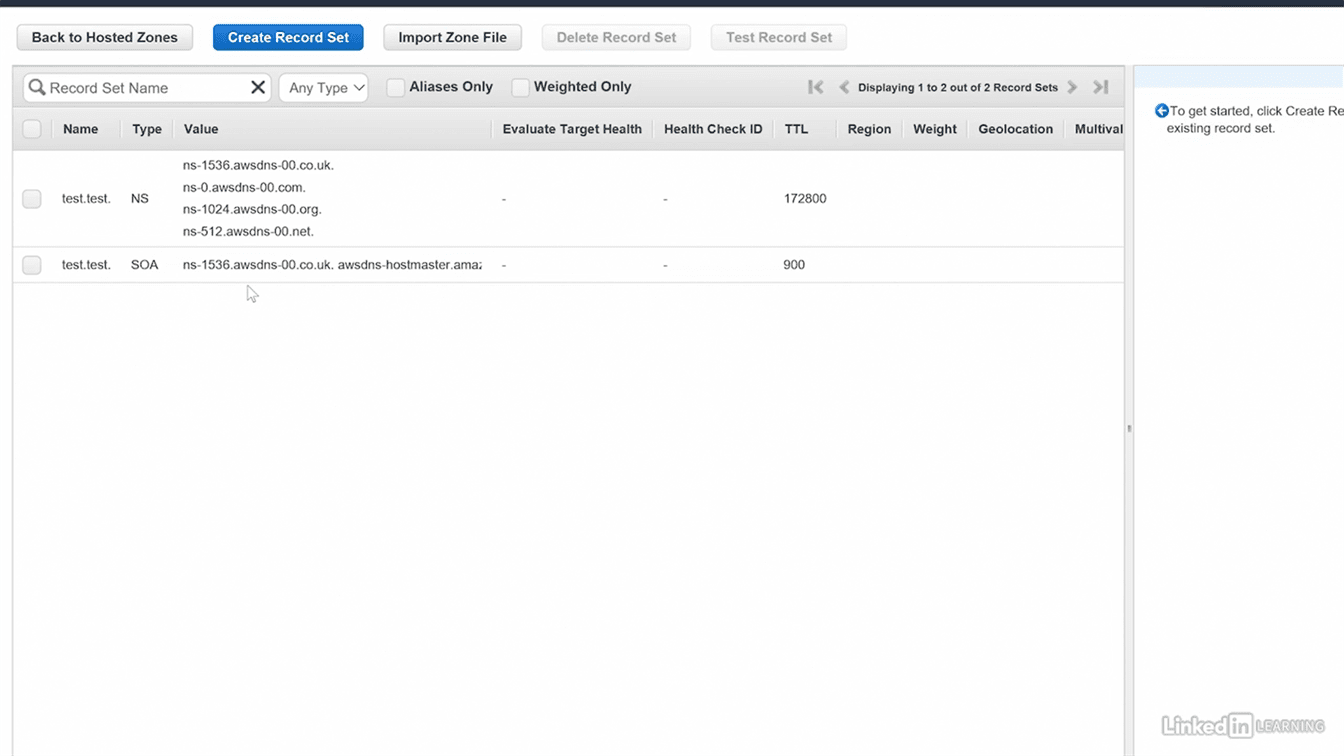 Back to Hosted Zones Create Record Set Import Zone File Delete Record Set Test Record Set
Record Set Name Any Type Aliases Only Weighted Only Displaying 1 to 2 out of 2 Record Sets
Name Type Value Evaluate Target Health Health Check ID TTL Region Weight Geolocation Multival
To get started, click Create Re
existing record set.
ns-1536.awsdns-00.co.uk.
ns-0.awsdns-00.com.
test.test. NS - - 172800
ns-1024.awsdns-00.org.
ns-512.awsdns-00.net.
test.test. SOA ns-1536.awsdns-00.co.uk. awsdns-hostmaster.amaz - - 900
Linked in LEARNING